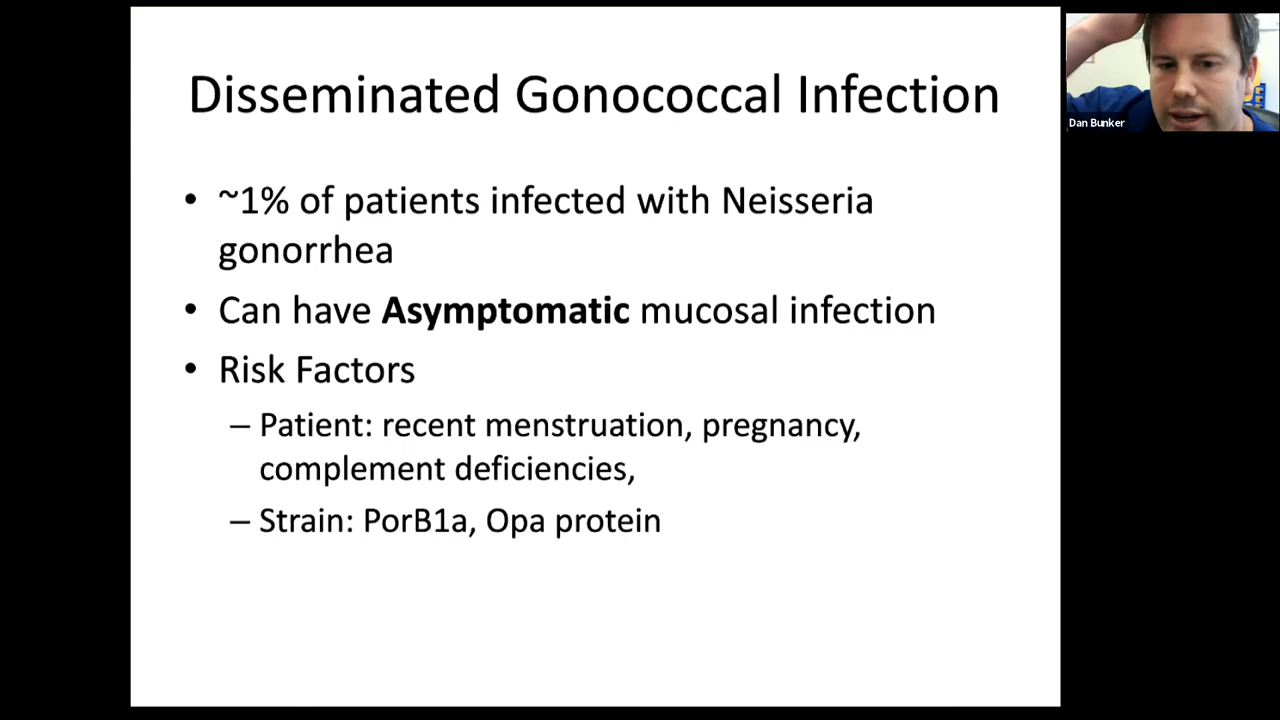 Disseminated Gonococcal Infection
• ~1% of patients infected with Neisseria
gonorrhea
• Can have Asymptomatic mucosal infection
• Risk Factors
– Patient: recent menstruation, pregnancy,
complement deficiencies,
– Strain: PorB1a, Opa protein
Dan Bunker